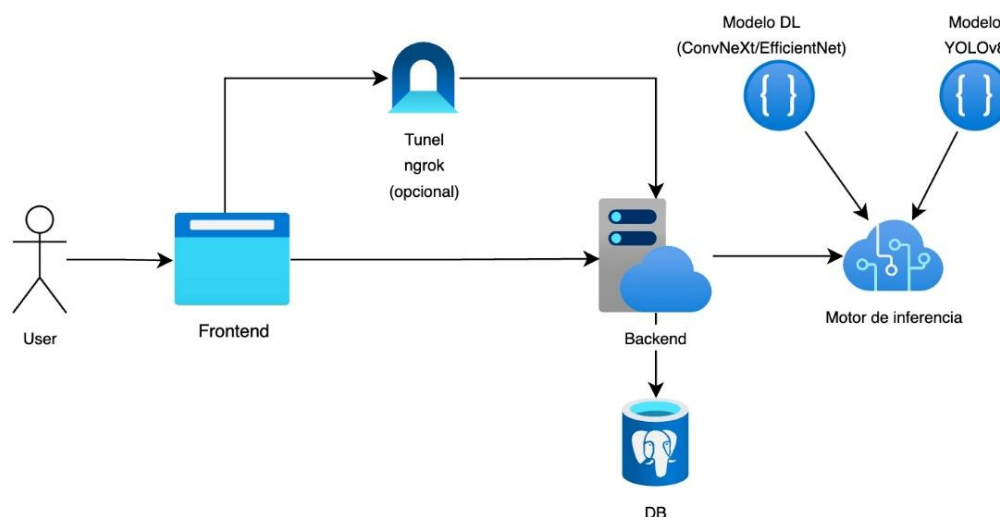 Modelo DL
(ConvNeXt/EfficientNet)
Modelo
YOLOv8
Tunel
ngrok
(opcional)
User
Frontend
Backend
Motor de inferencia
DB